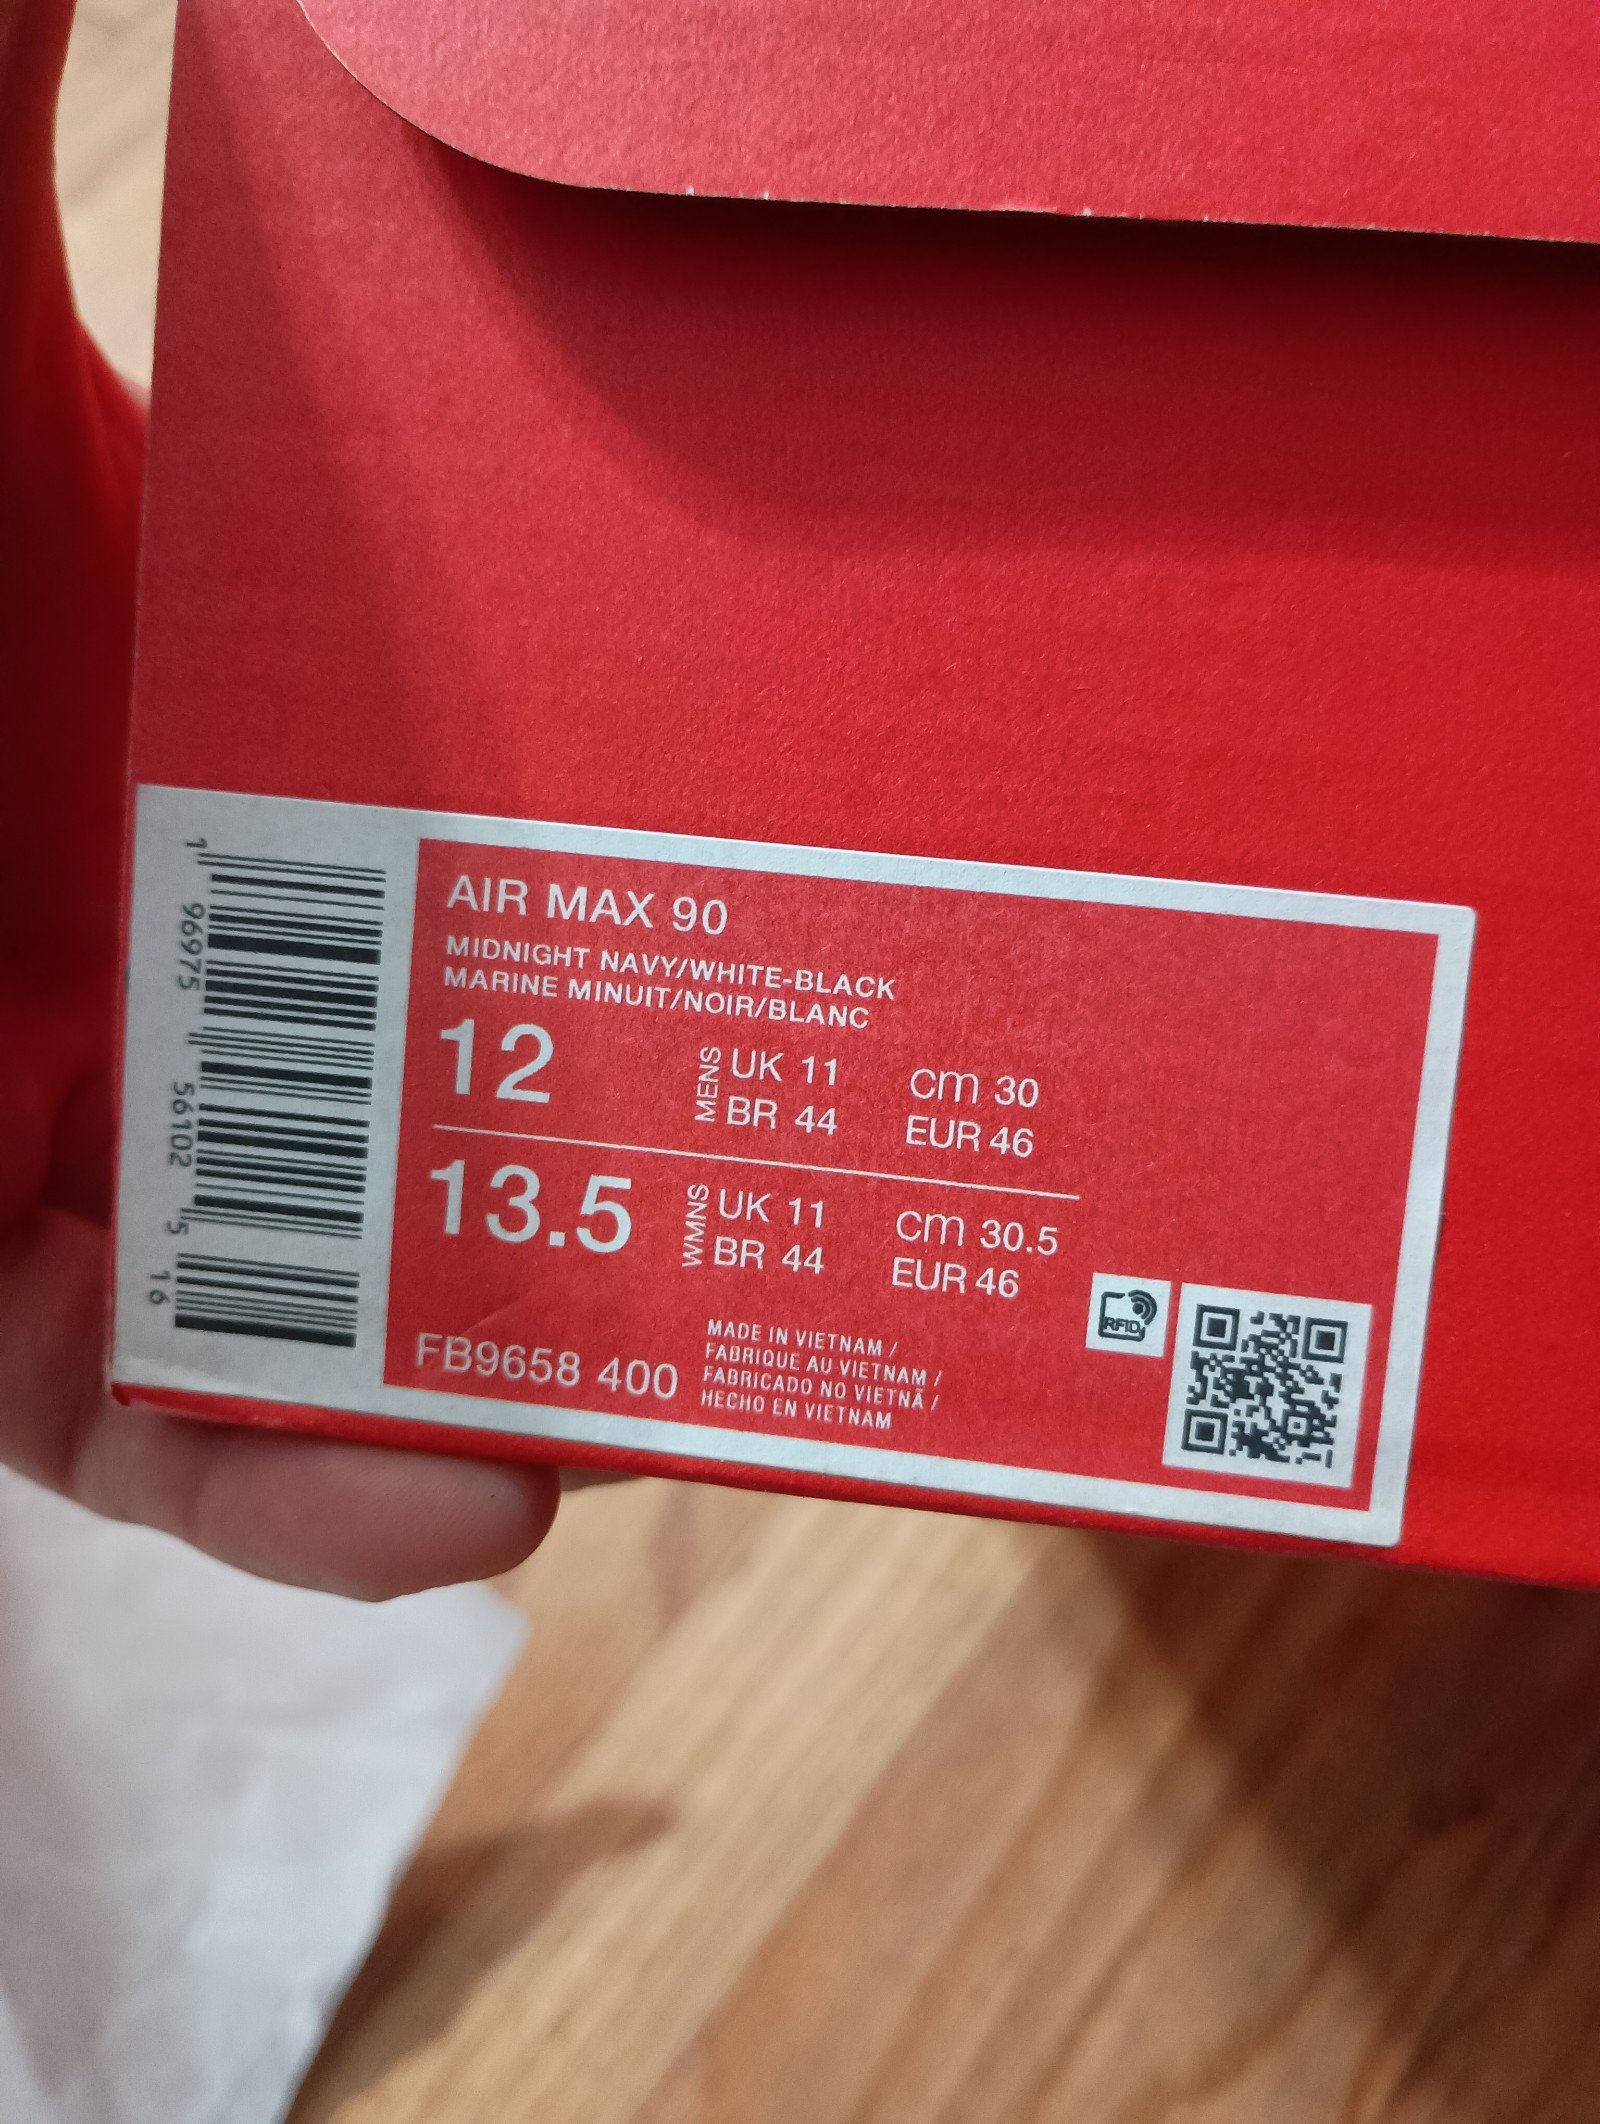 AIR MAX 90
MIDNIGHT NAVY/WHITE-BLACK
MARINE MINUIT/NOIR/BLANC
12 MENS UK 11 cm 30
BR 44 EUR 46
13.5 WMNS UK 11 cm 30.5
BR 44 EUR 46
FB9658 400
MADE IN VIETNAM /
FABRIQUE AU VIETNAM /
FABRICADO NO VIETNÃ /
HECHO EN VIETNAM
RFID
1 96975 56102 5 16